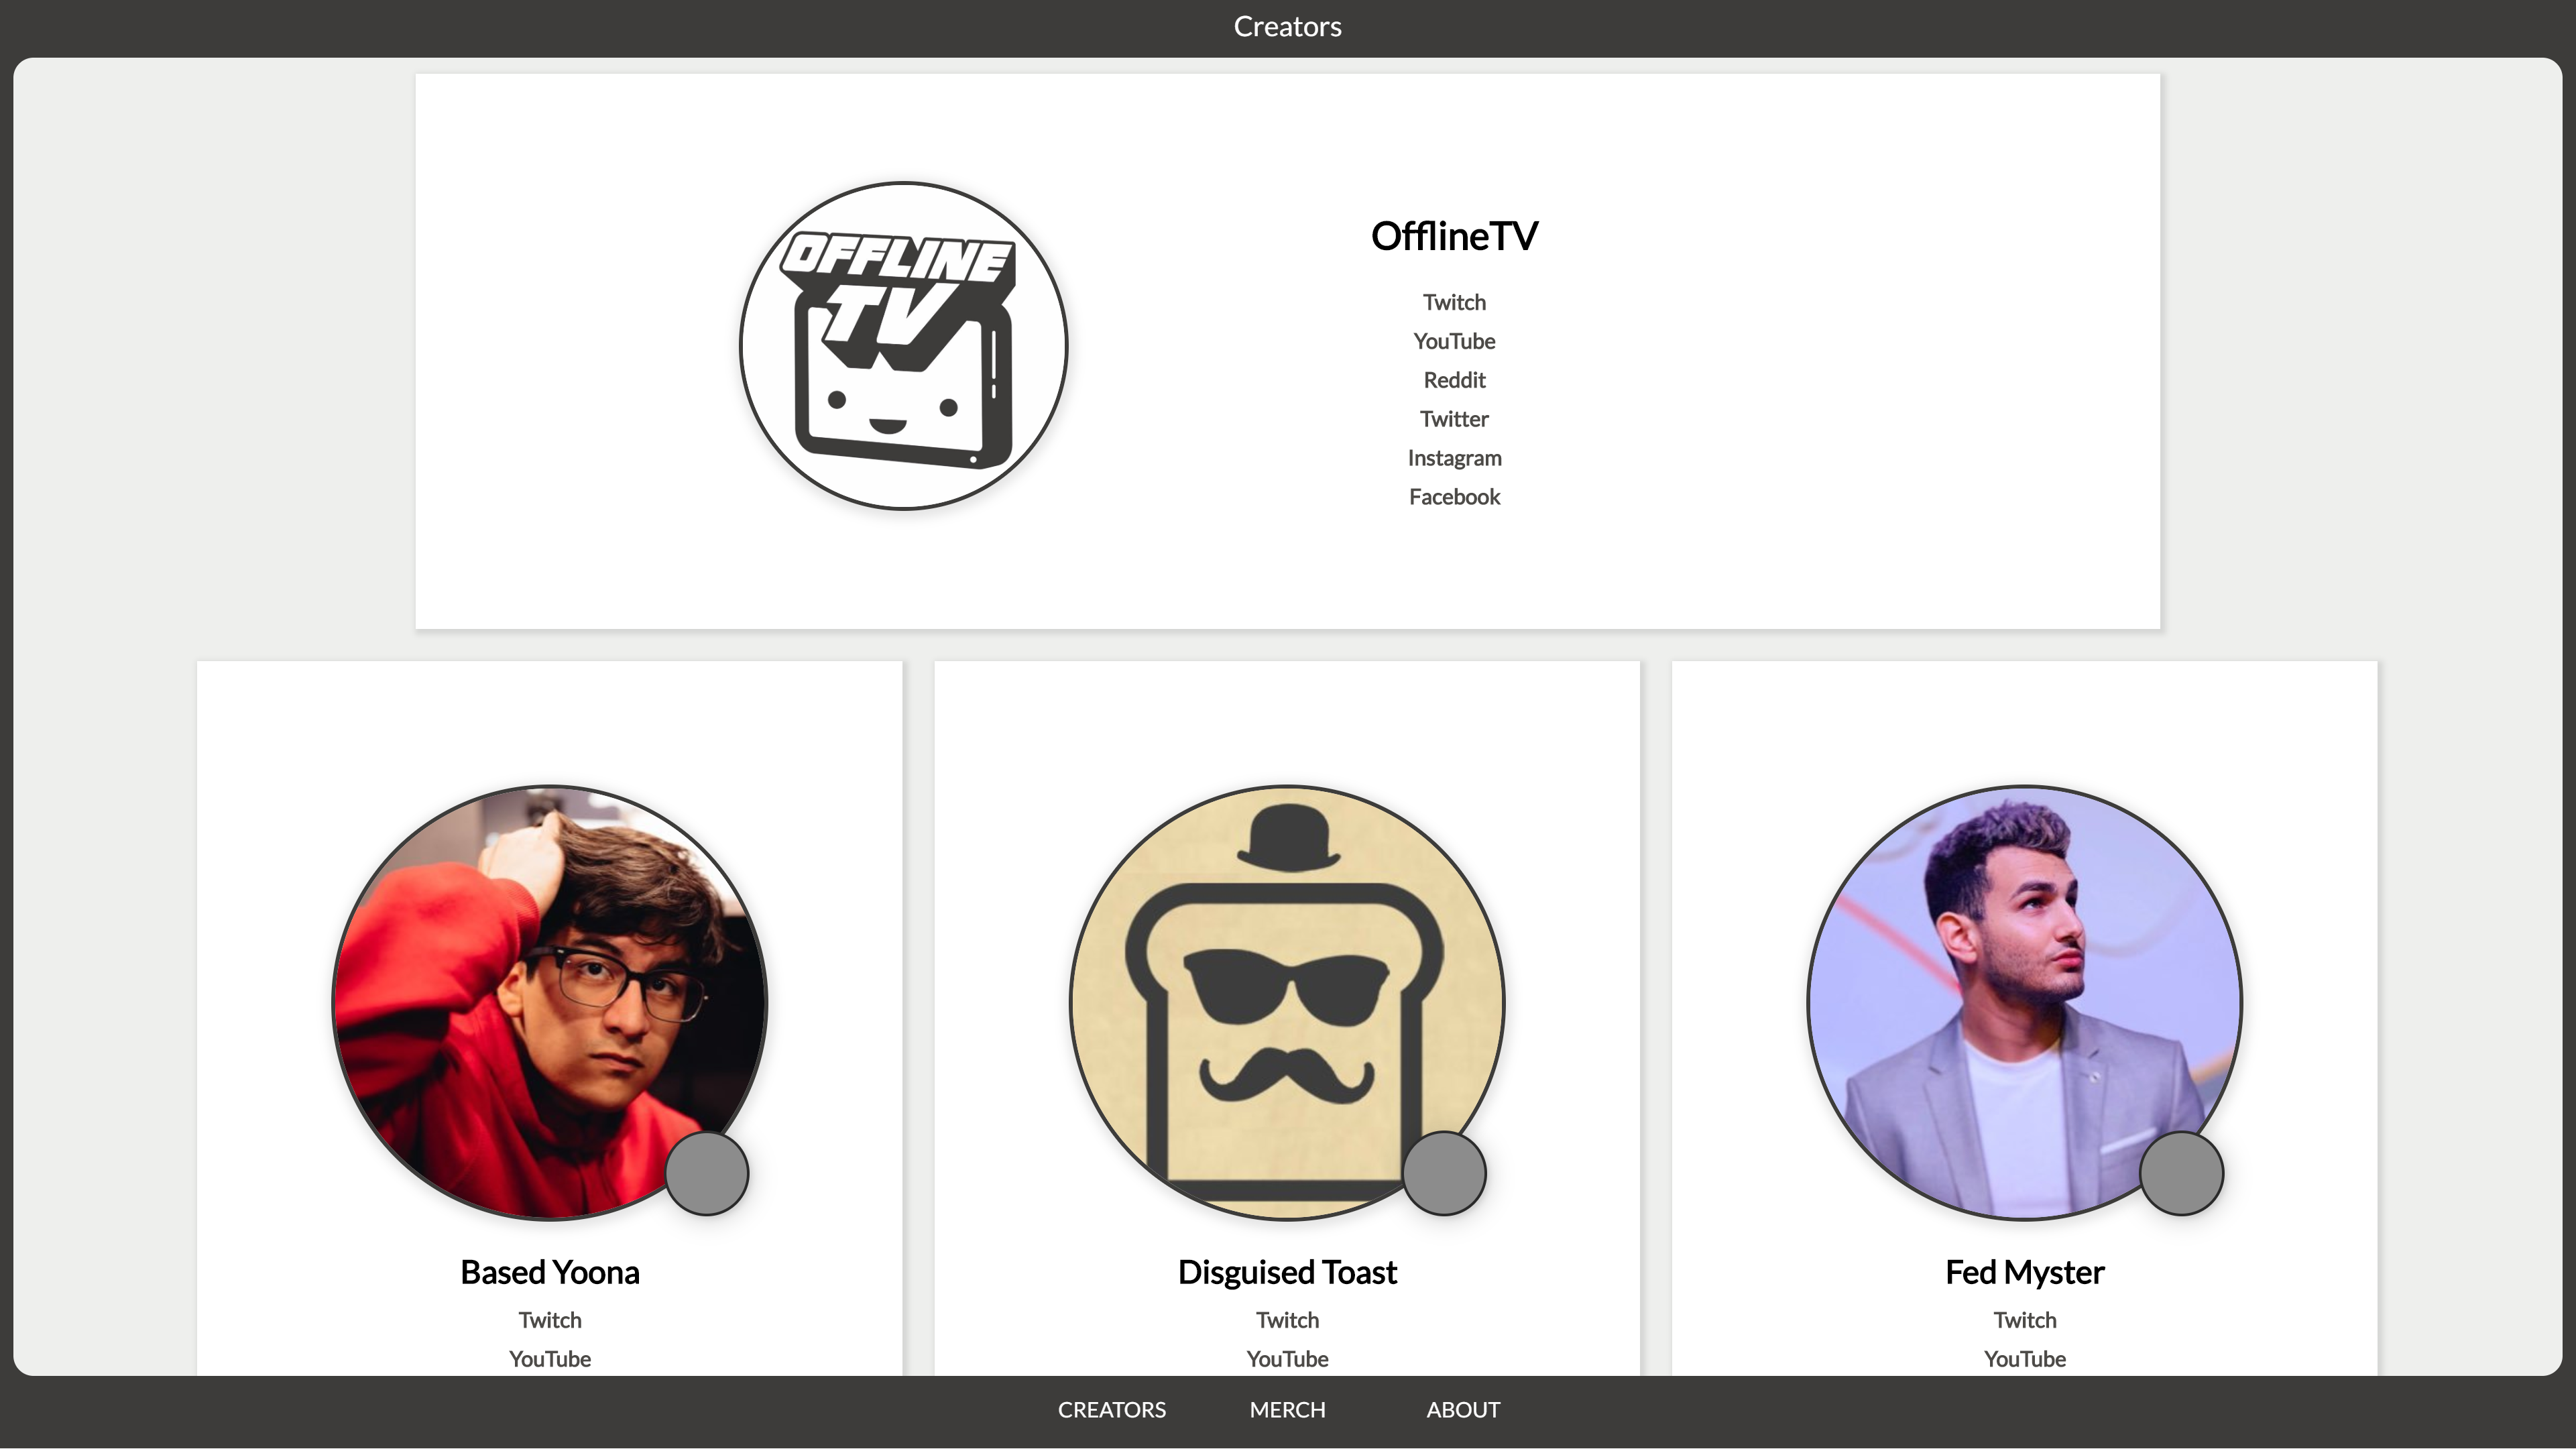 Creators
OFFLINE
TV
OfflineTV
Twitch
YouTube
Reddit
Twitter
Instagram
Facebook
Based Yoona
Twitch
YouTube
Disguised Toast
Twitch
YouTube
Fed Myster
Twitch
YouTube
CREATORS MERCH ABOUT